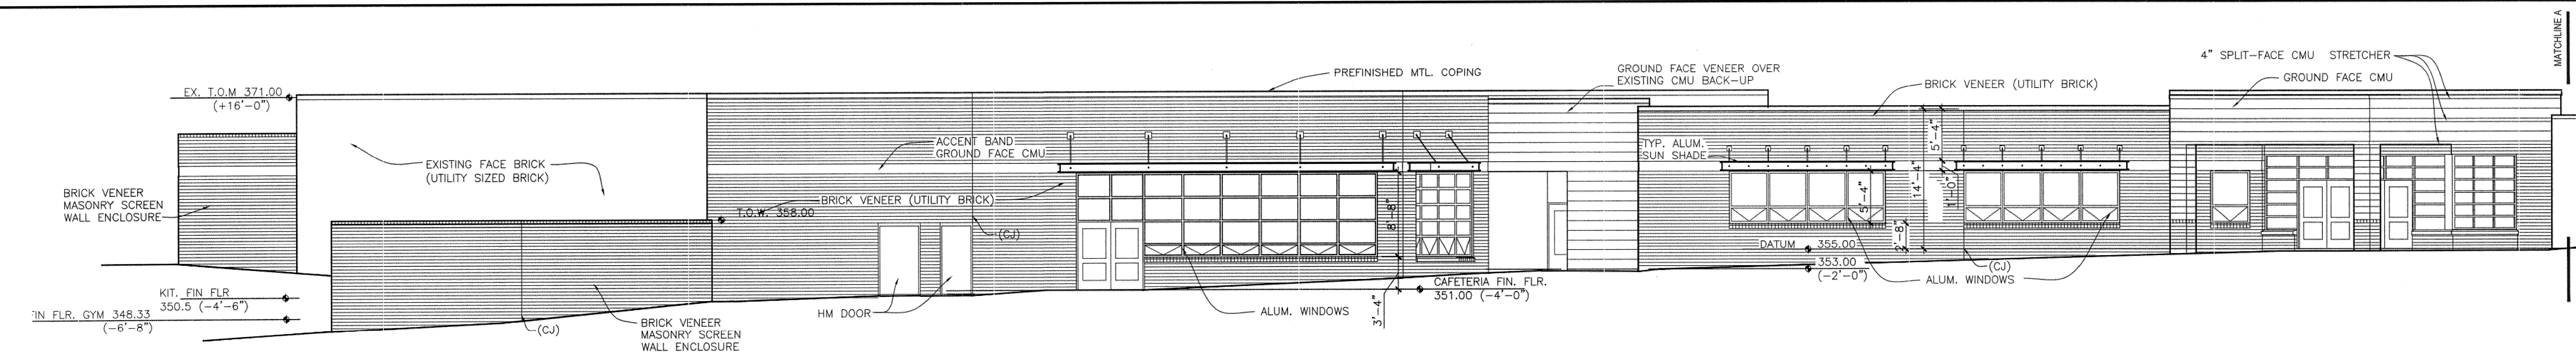 MATCHLINE A
EX. T.O.M 371.00
(+16'-0")
BRICK VENEER
MASONRY SCREEN
WALL ENCLOSURE
EXISTING FACE BRICK
(UTILITY SIZED BRICK)
KIT. FIN FLR
350.5 (-4'-6")
FIN FLR. GYM 348.33
(-6'-8")
(CJ)
BRICK VENEER
MASONRY SCREEN
WALL ENCLOSURE
T.O.W. 358.00
ACCENT BAND
GROUND FACE CMU
BRICK VENEER (UTILITY BRICK)
(CJ)
HM DOOR
PREFINISHED MTL. COPING
ALUM. WINDOWS
8'-8"
3'-4"
CAFETERIA FIN. FLR.
351.00 (-4'-0")
GROUND FACE VENEER OVER
EXISTING CMU BACK-UP
TYP. ALUM.
SUN SHADE
BRICK VENEER (UTILITY BRICK)
5'-4"
14'-4"
5'-4"
1'-0"
2'-8"
DATUM 355.00
353.00
(-2'-0")
(CJ)
ALUM. WINDOWS
4" SPLIT-FACE CMU STRETCHER
GROUND FACE CMU